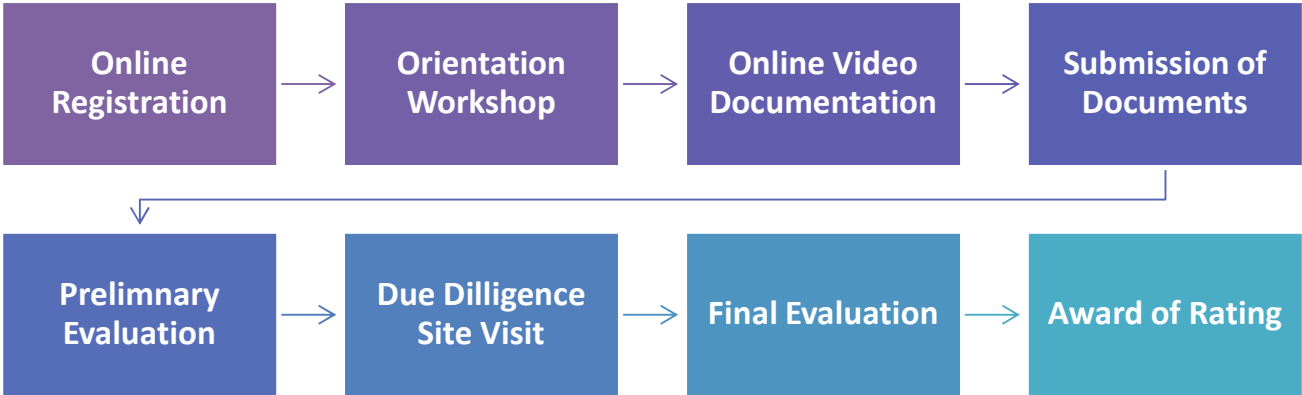 Online
Registration
Orientation
Workshop
Online Video
Documentation
Submission of
Documents
Prelimnary
Evaluation
Due Dilligence
Site Visit
Final Evaluation
Award of Rating